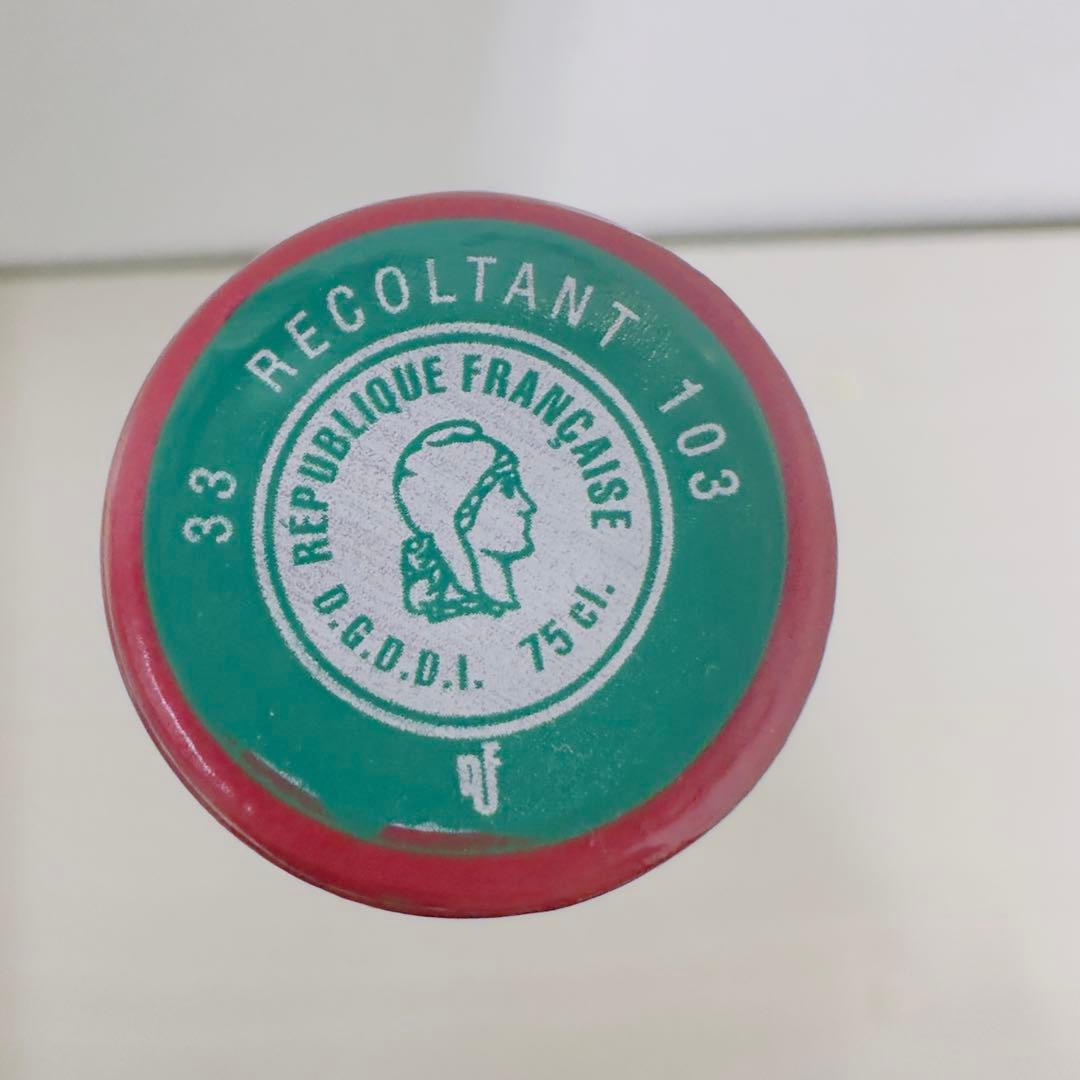 33 RECOLTANT 103
RÉPUBLIQUE FRANÇAISE
D.G.D.D.I. 75 cl.